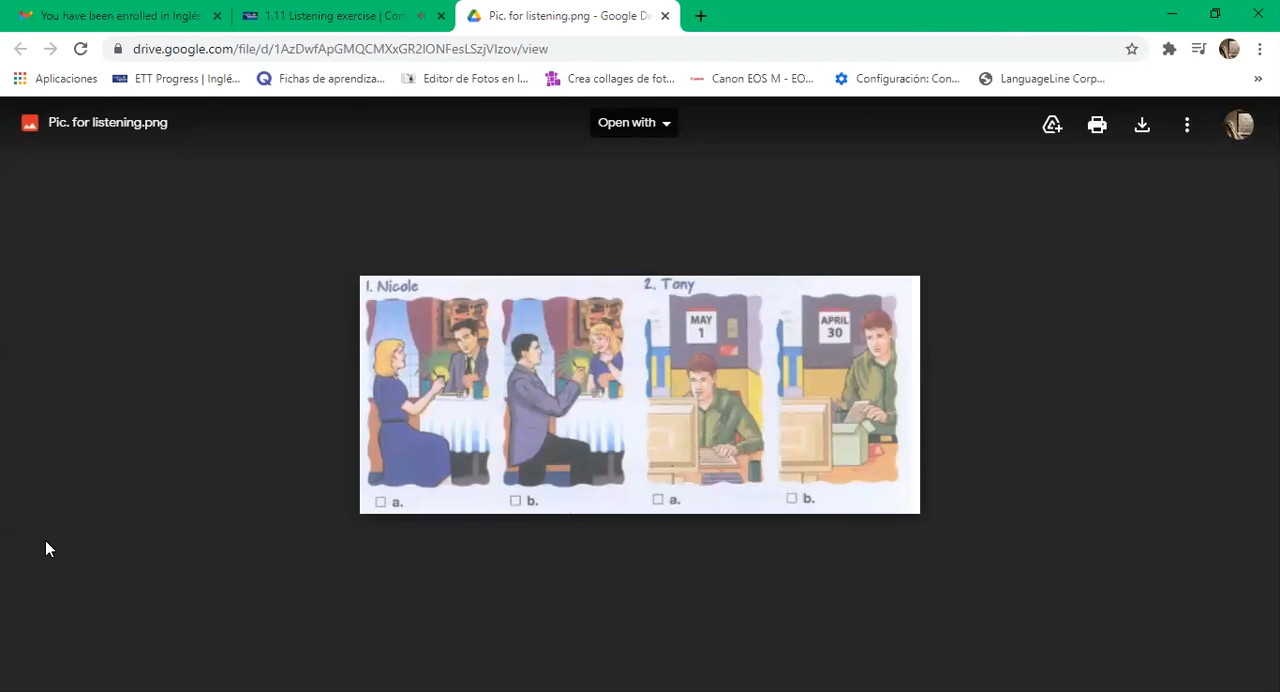 You have been enrolled in Inglés
1.11 Listening exercise | Con
Pic. for listening.png - Google Dr
drive.google.com/file/d/1AzDwfApGMQCMXxGR2IONFesLSzjVIzov/view
Aplicaciones
ETT Progress | Inglé...
Fichas de aprendiza...
Editor de Fotos en l...
Crea collages de fot...
Canon EOS M - EO...
Configuración: Con...
LanguageLine Corp...
»
Pic. for listening.png
Open with
1. Nicole
2. Tony
MAY
1
APRIL
30
a.
b.
a.
b.